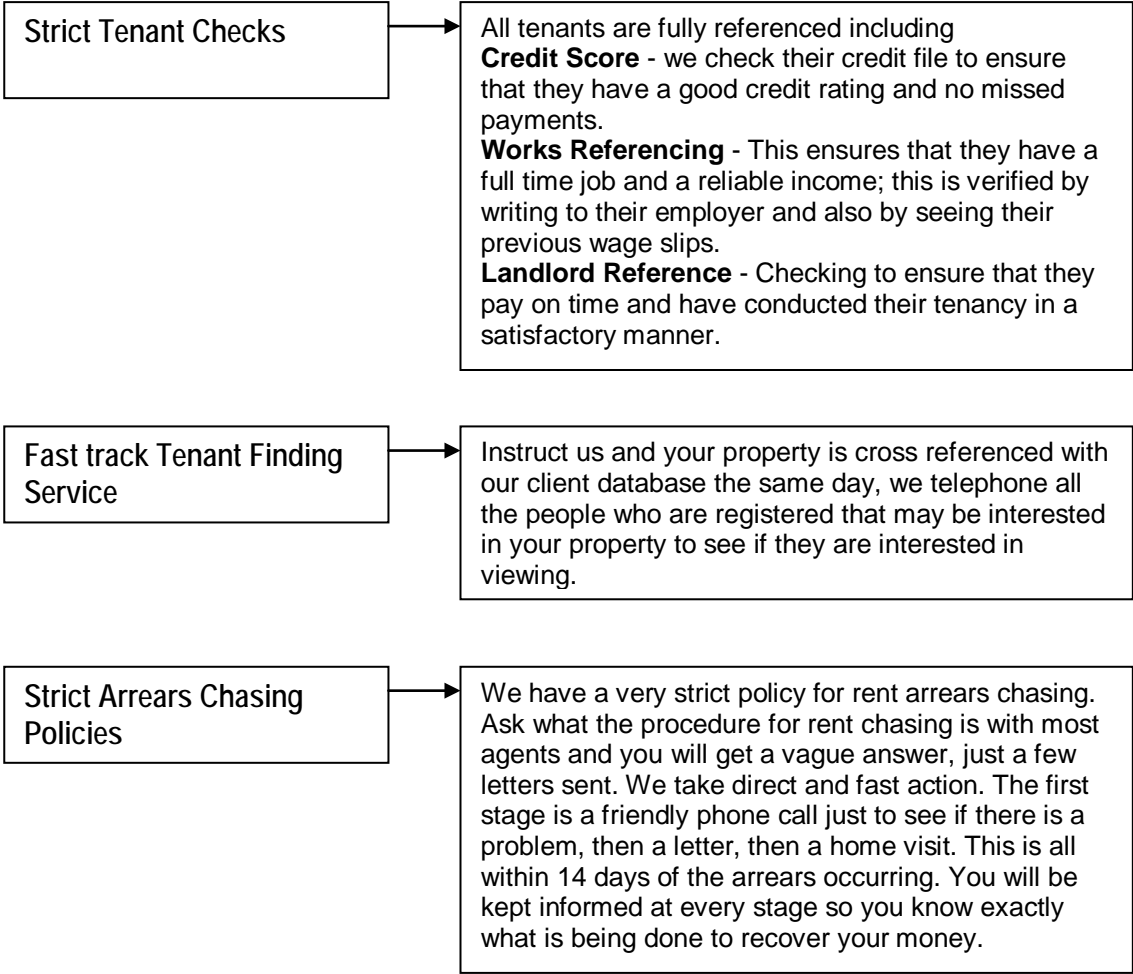 Strict Tenant Checks
All tenants are fully referenced including
Credit Score - we check their credit file to ensure
that they have a good credit rating and no missed
payments.
Works Referencing - This ensures that they have a
full time job and a reliable income; this is verified by
writing to their employer and also by seeing their
previous wage slips.
Landlord Reference - Checking to ensure that they
pay on time and have conducted their tenancy in a
satisfactory manner.
Fast track Tenant Finding
Service
Instruct us and your property is cross referenced with
our client database the same day, we telephone all
the people who are registered that may be interested
in your property to see if they are interested in
viewing.
Strict Arrears Chasing
Policies
We have a very strict policy for rent arrears chasing.
Ask what the procedure for rent chasing is with most
agents and you will get a vague answer, just a few
letters sent. We take direct and fast action. The first
stage is a friendly phone call just to see if there is a
problem, then a letter, then a home visit. This is all
within 14 days of the arrears occurring. You will be
kept informed at every stage so you know exactly
what is being done to recover your money.